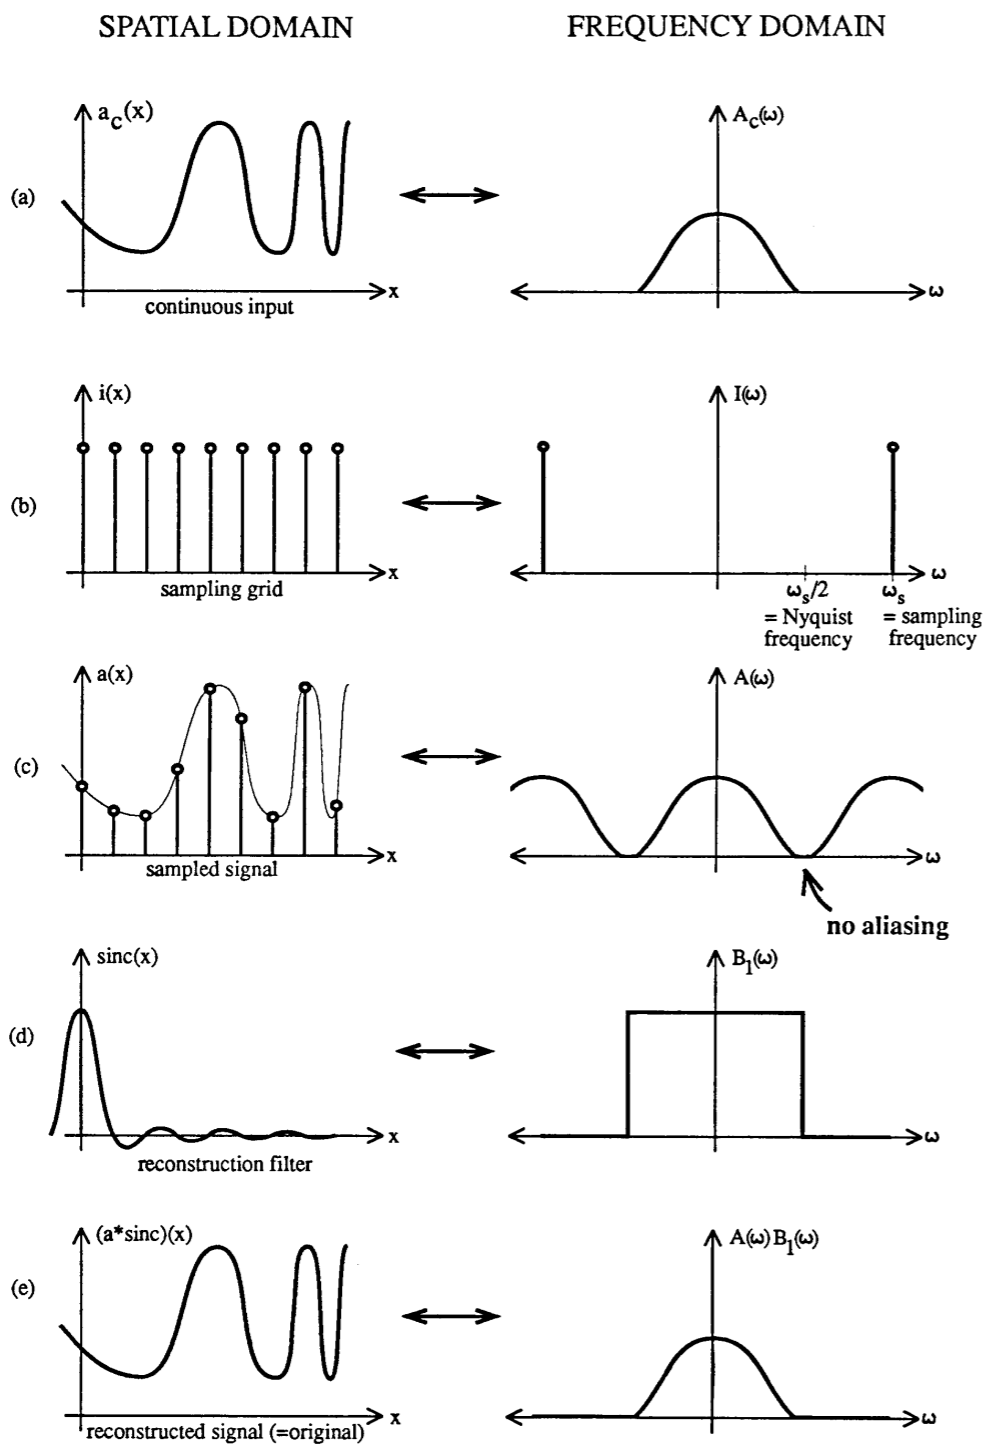 SPATIAL DOMAIN
FREQUENCY DOMAIN
(a)
a_c(x)
x
continuous input
A_c(ω)
ω
(b)
i(x)
x
sampling grid
I(ω)
ω
ω_s/2
= Nyquist
frequency
ω_s
= sampling
frequency
(c)
a(x)
x
sampled signal
A(ω)
ω
no aliasing
(d)
sinc(x)
x
reconstruction filter
B_1(ω)
ω
(e)
(a*sinc)(x)
x
reconstructed signal (=original)
A(ω)B_1(ω)
ω